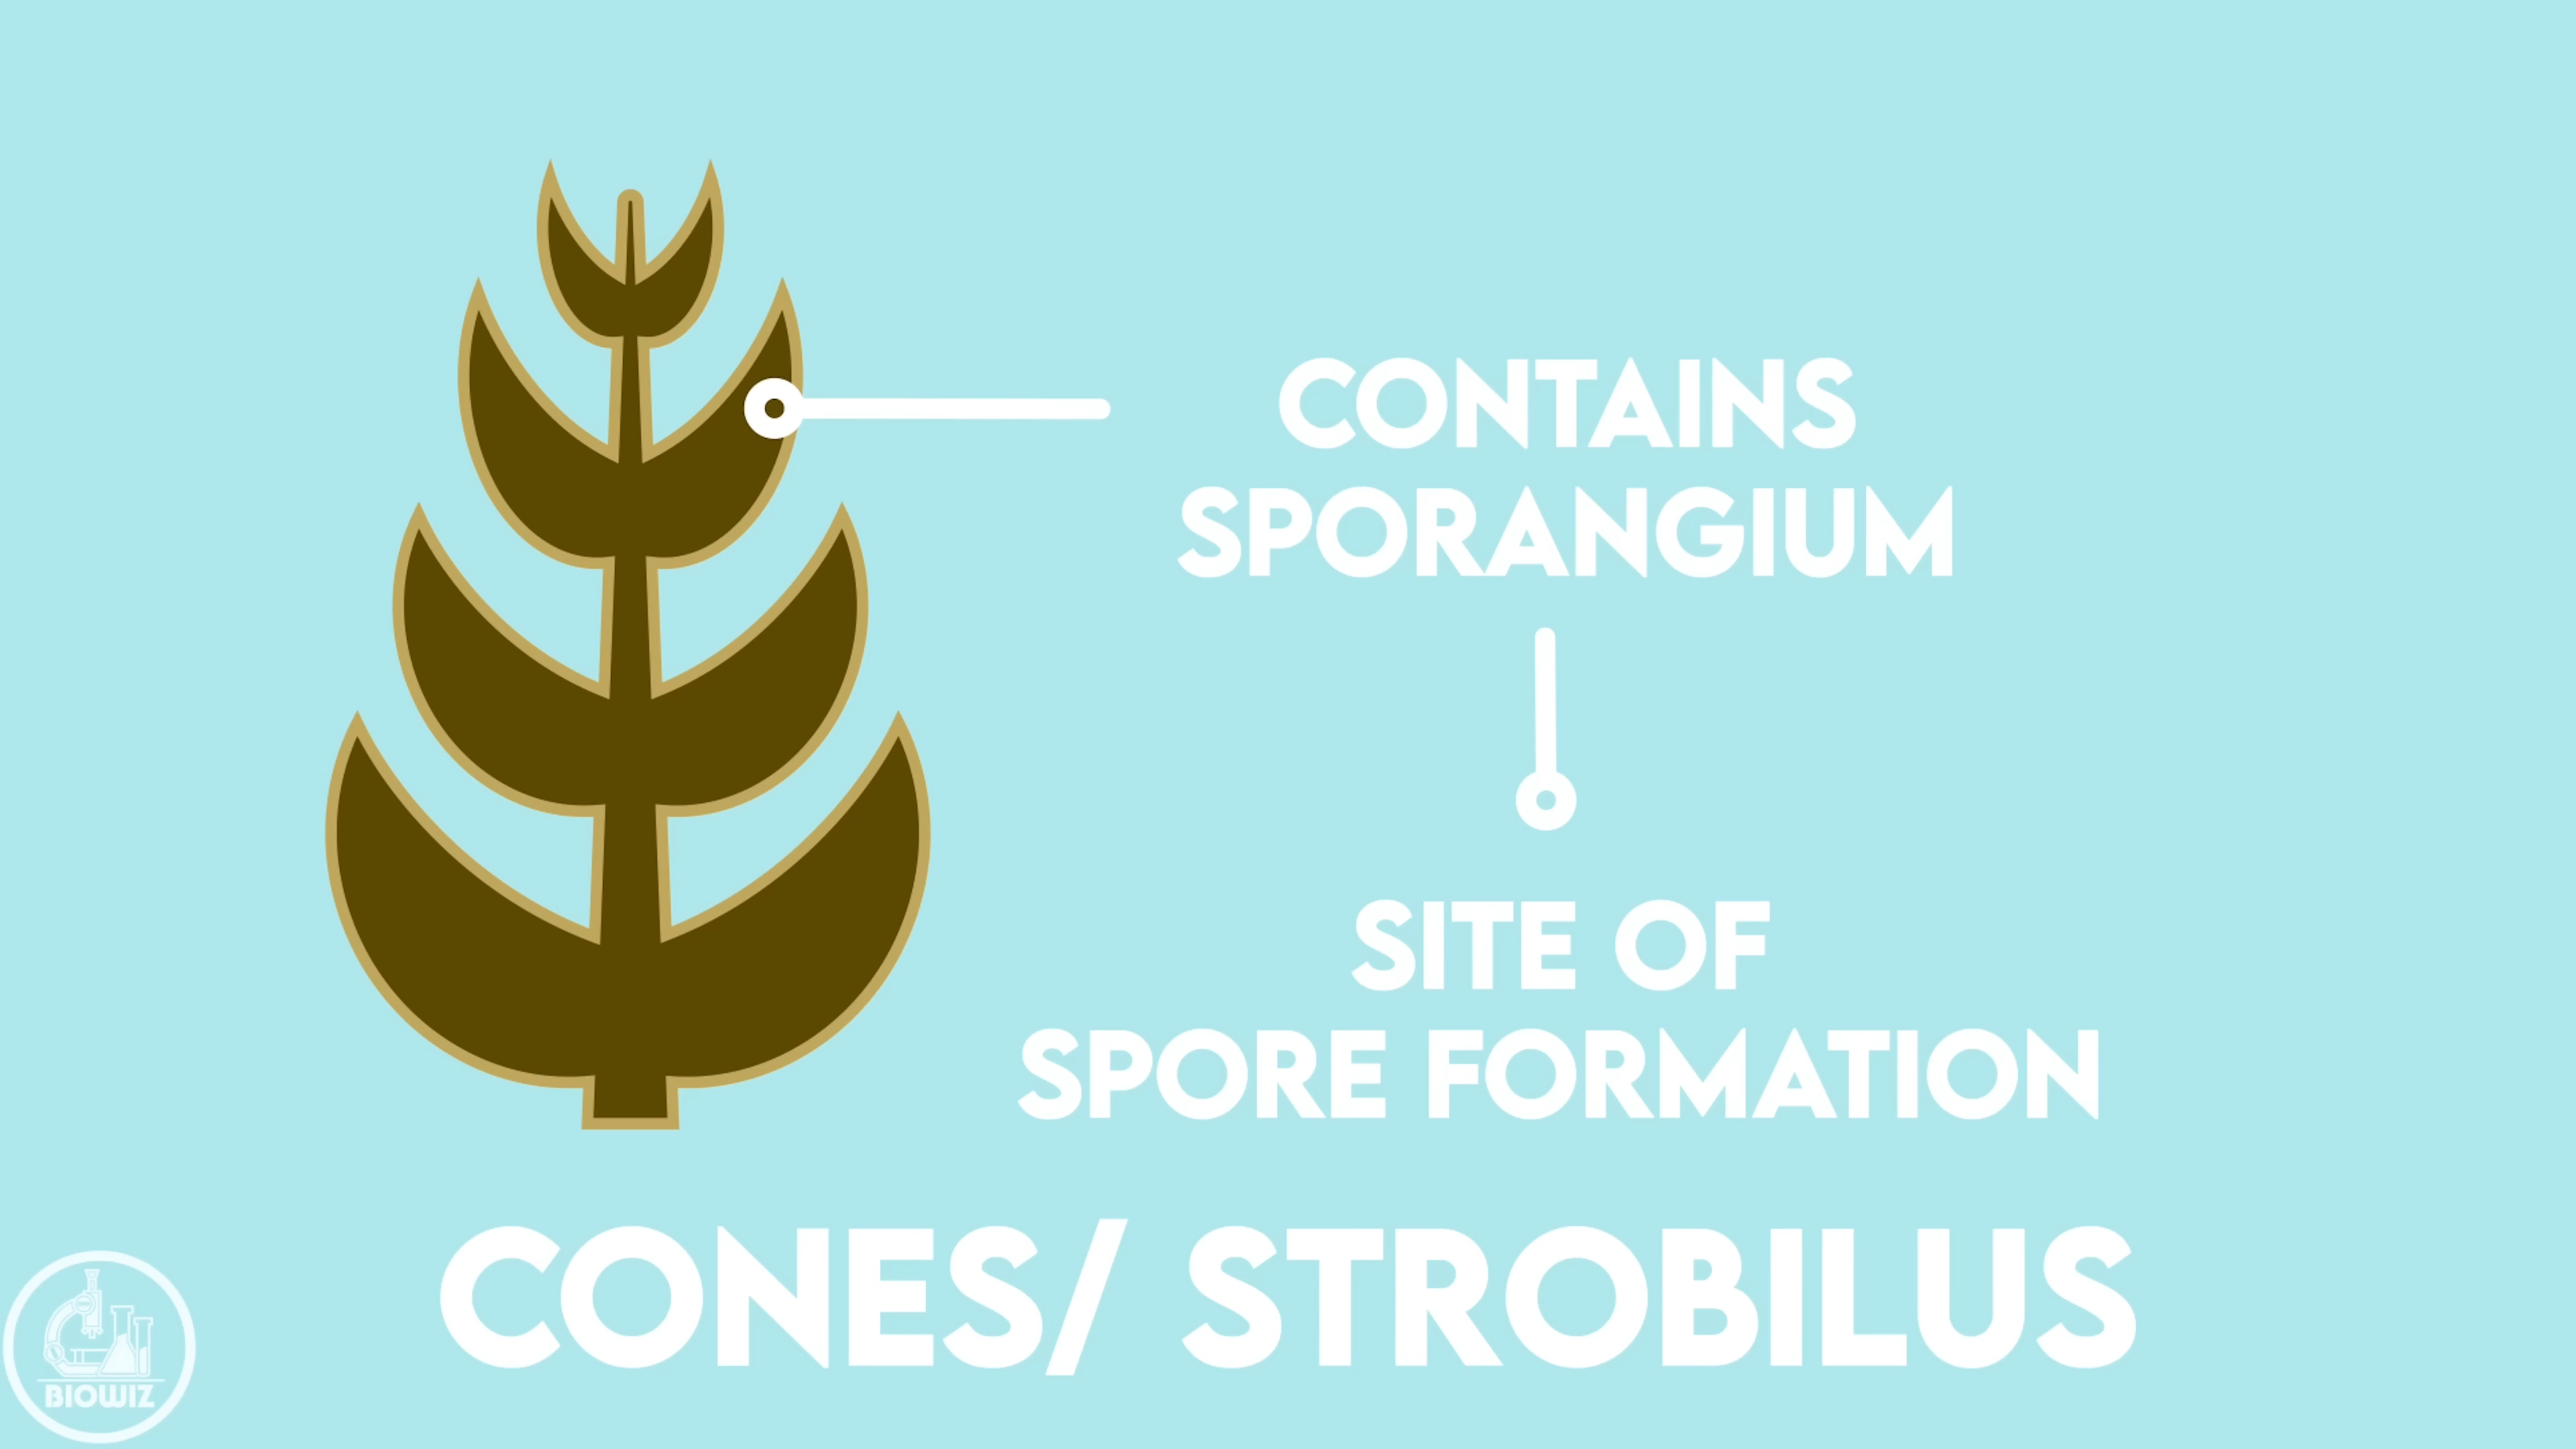 CONTAINS
SPORANGIUM
SITE OF
SPORE FORMATION
CONES/ STROBILUS
BIOWIZ